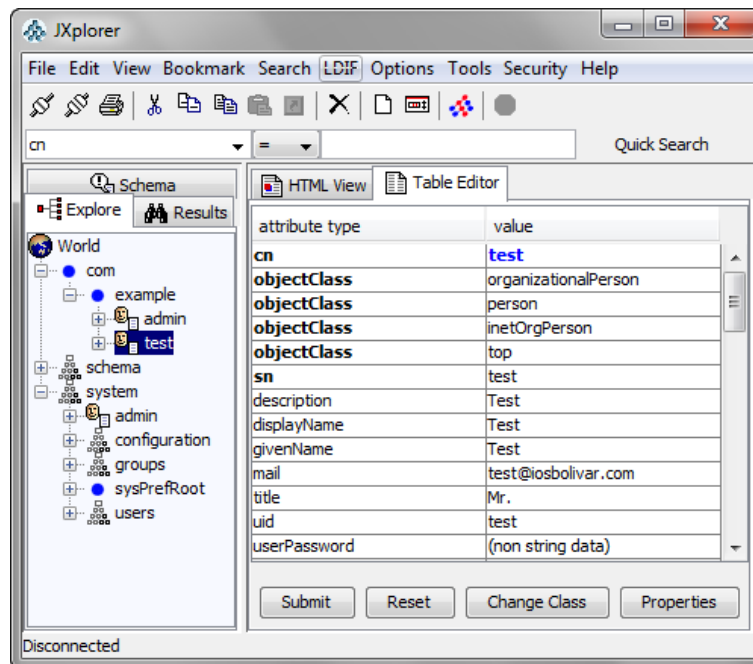 JXplorer
File Edit View Bookmark Search LDIF Options Tools Security Help
cn = Quick Search
Schema
Explore Results
World
com
example
admin
test
schema
system
admin
configuration
groups
sysPrefRoot
users
HTML View Table Editor
attribute type value
cn test
objectClass organizationalPerson
objectClass person
objectClass inetOrgPerson
objectClass top
sn test
description Test
displayName Test
givenName Test
mail test@iosbolivar.com
title Mr.
uid test
userPassword (non string data)
Submit Reset Change Class Properties
Disconnected